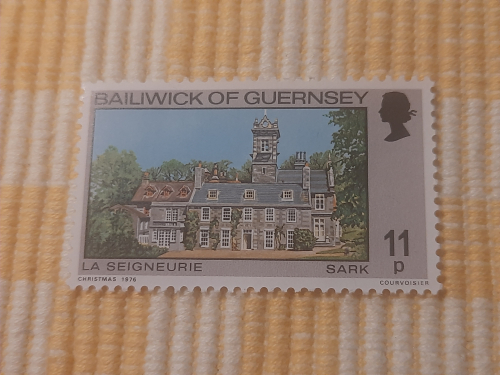 BAILIWICK OF GUERNSEY
11
p
LA SEIGNEURIE SARK
CHRISTMAS 1976 COURVOISIER